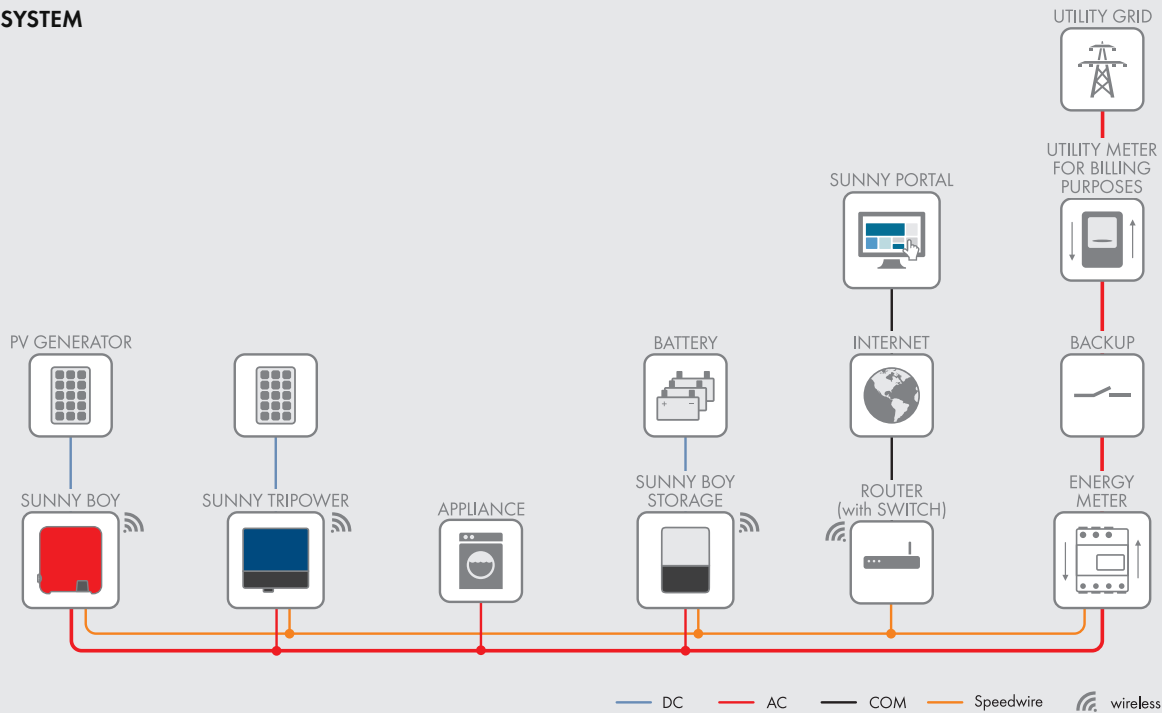 SYSTEM
UTILITY GRID
UTILITY METER
FOR BILLING
PURPOSES
SUNNY PORTAL
PV GENERATOR
BATTERY
INTERNET
BACKUP
SUNNY BOY
SUNNY TRIPOWER
APPLIANCE
SUNNY BOY
STORAGE
ROUTER
(with SWITCH)
ENERGY
METER
DC
AC
COM
Speedwire
wireless